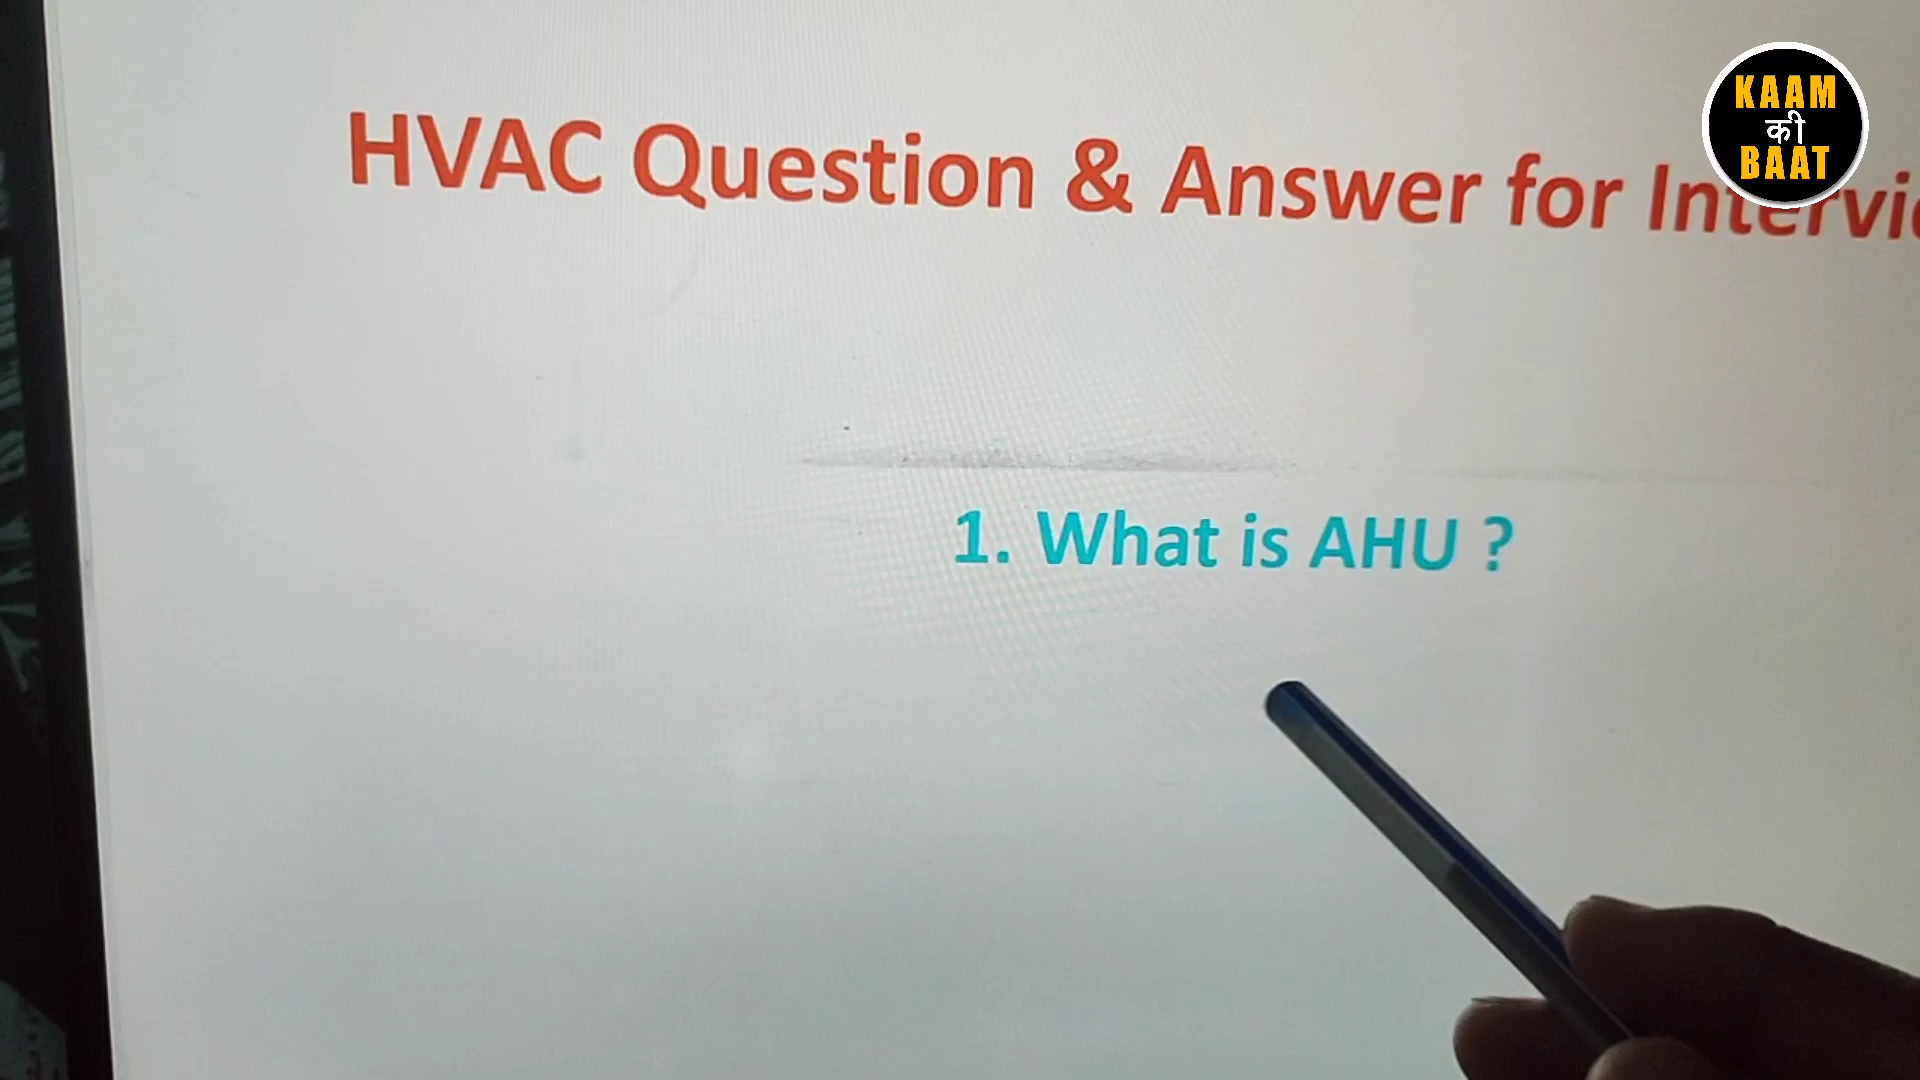 KAAM
की
BAAT
HVAC Question & Answer for
1. What is AHU ?